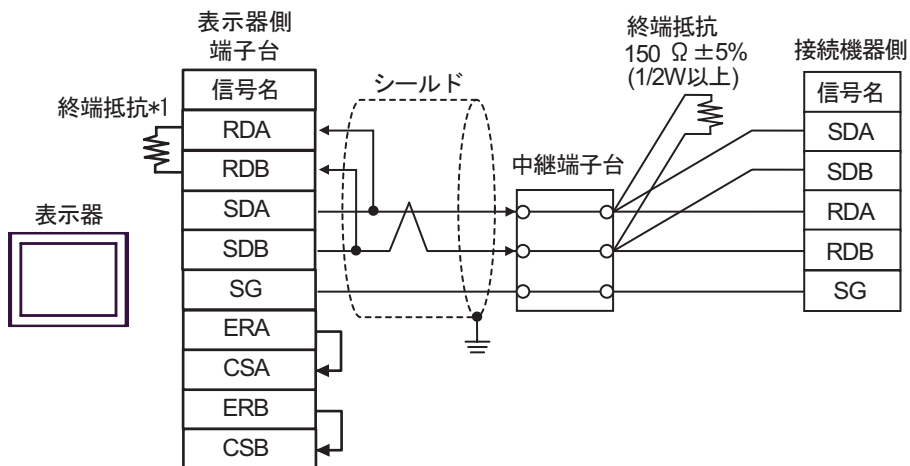 表示器側
端子台
信号名
終端抵抗*1
RDA
RDB
SDA
SDB
SG
ERA
CSA
ERB
CSB
表示器
シールド
中継端子台
終端抵抗
150 Ω ±5%
(1/2W以上)
接続機器側
信号名
SDA
SDB
RDA
RDB
SG